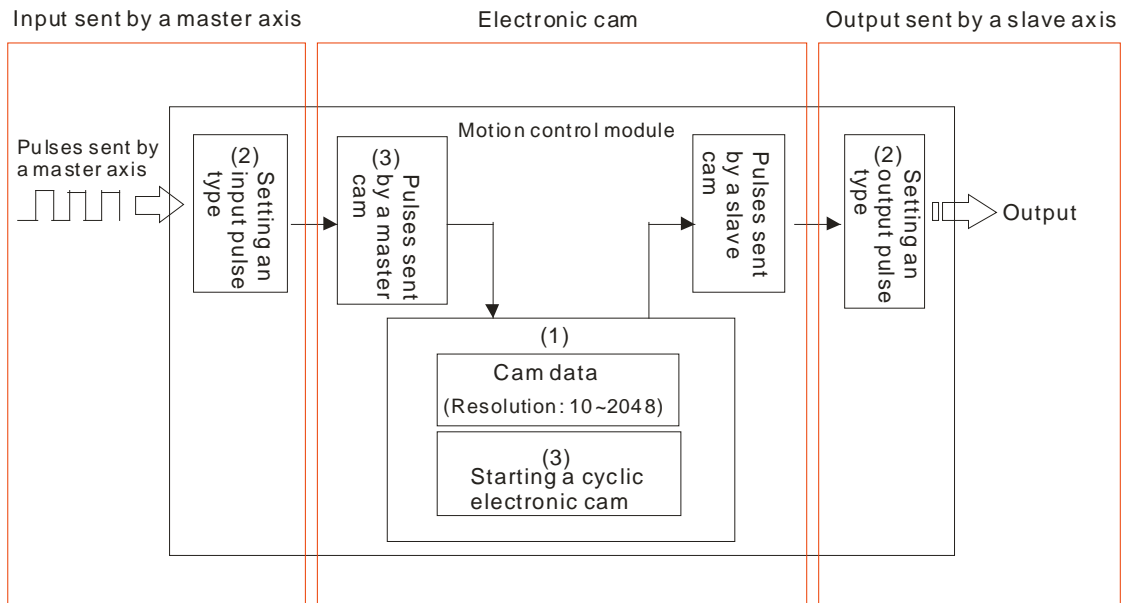 Input sent by a master axis
Electronic cam
Output sent by a slave axis
Motion control module
Pulses sent by
a master axis
(2)
Setting an
input pulse
type
(3)
Pulses sent
by a master
cam
Pulses sent
by a slave
cam
(2)
Setting an
output pulse
type
Output
(1)
Cam data
(Resolution: 10~2048)
(3)
Starting a cyclic
electronic cam